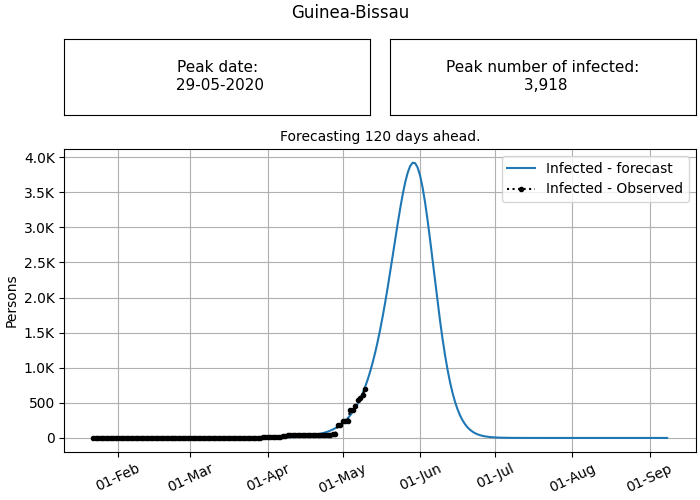 Guinea-Bissau
Peak date:
29-05-2020
Peak number of infected:
3,918
Forecasting 120 days ahead.
4.0K
3.5K
3.0K
2.5K
2.0K
1.5K
1.0K
500
0
Persons
Infected - forecast
Infected - Observed
01-Feb
01-Mar
01-Apr
01-May
01-Jun
01-Jul
01-Aug
01-Sep